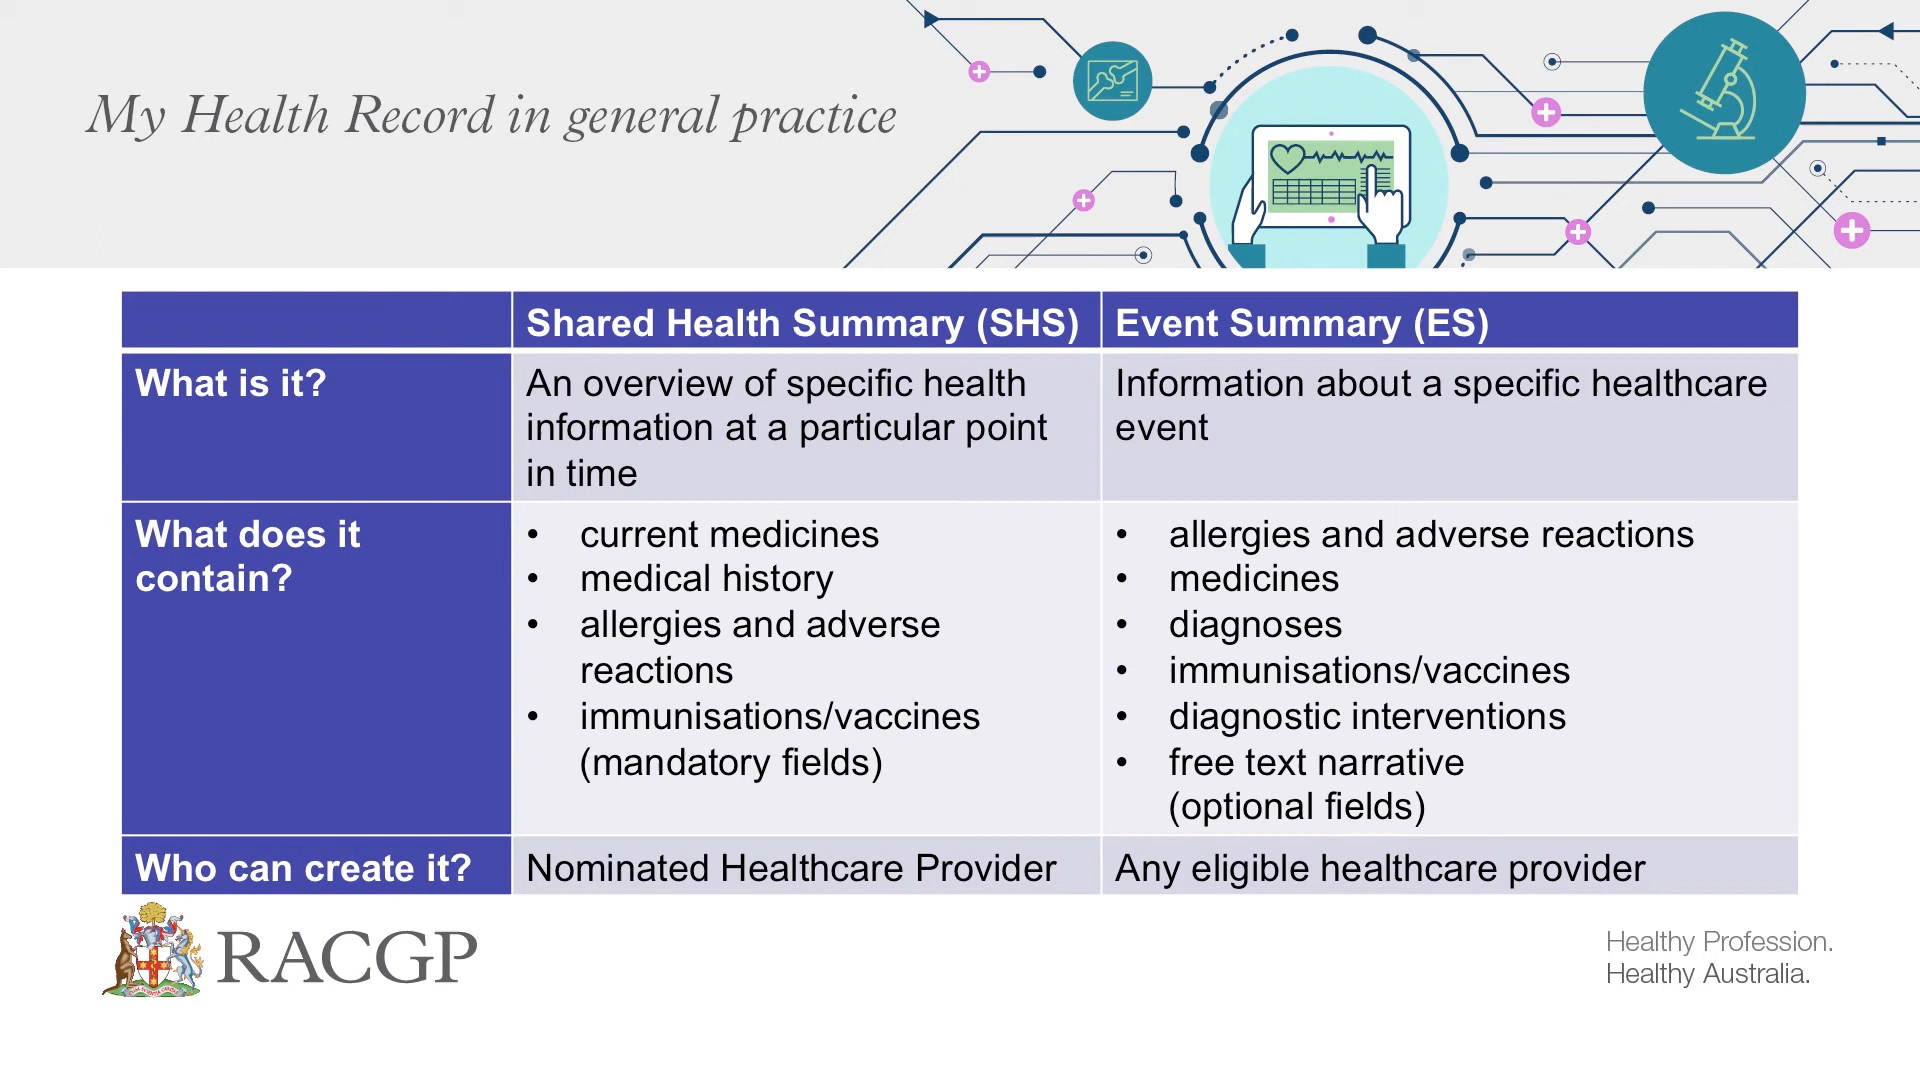 My Health Record in general practice
Shared Health Summary (SHS)
Event Summary (ES)
What is it?
An overview of specific health
information at a particular point
in time
Information about a specific healthcare
event
What does it
contain?
• current medicines
• medical history
• allergies and adverse
reactions
• immunisations/vaccines
(mandatory fields)
• allergies and adverse reactions
• medicines
• diagnoses
• immunisations/vaccines
• diagnostic interventions
• free text narrative
(optional fields)
Who can create it?
Nominated Healthcare Provider
Any eligible healthcare provider
RACGP
Healthy Profession.
Healthy Australia.